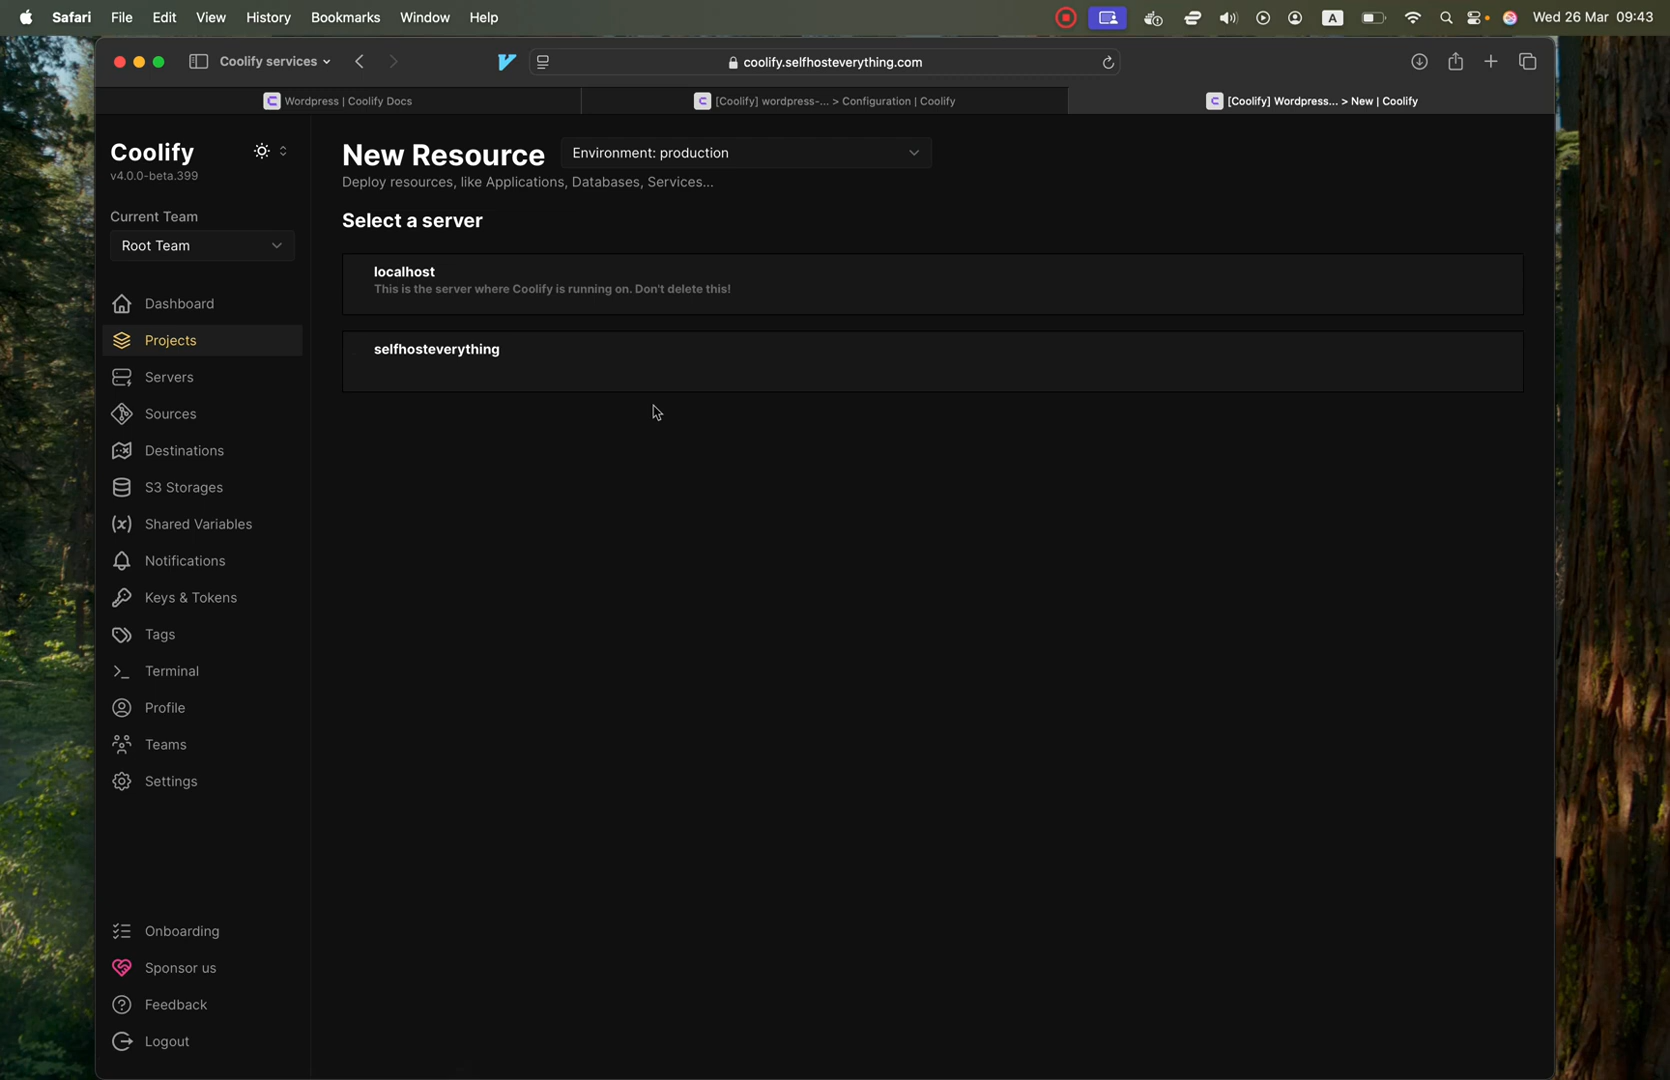 Safari File Edit View History Bookmarks Window Help A Wed 26 Mar 09:43
Coolify services coolify.selfhosteverything.com
Wordpress | Coolify Docs [Coolify] wordpress-... > Configuration | Coolify [Coolify] Wordpress... > New | Coolify
Coolify
v4.0.0-beta.399
Current Team
Root Team
Dashboard
Projects
Servers
Sources
Destinations
S3 Storages
Shared Variables
Notifications
Keys & Tokens
Tags
Terminal
Profile
Teams
Settings
Onboarding
Sponsor us
Feedback
Logout
New Resource Environment: production
Deploy resources, like Applications, Databases, Services...
Select a server
localhost
This is the server where Coolify is running on. Don't delete this!
selfhosteverything